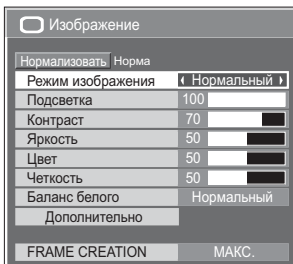 Изображение
Нормализовать Норма
Режим изображения Нормальный
Подсветка 100
Контраст 70
Яркость 50
Цвет 50
Четкость 50
Баланс белого Нормальный
Дополнительно
FRAME CREATION МАКС.